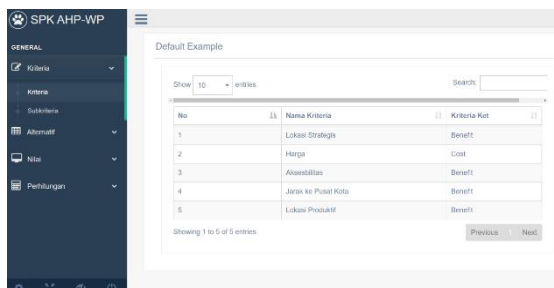 SPK AHP-WP
GENERAL
Kriteria
Kriteria
Subkriteria
Alternatif
Nilai
Perhitungan
Default Example
Show 10 entries
Search:
No Nama Kriteria Kriteria Ket
1 Lokasi Strategis Benefit
2 Harga Cost
3 Aksesbilitas Benefit
4 Jarak ke Pusat Kota Benefit
5 Lokasi Produktif Benefit
Showing 1 to 5 of 5 entries
Previous 1 Next